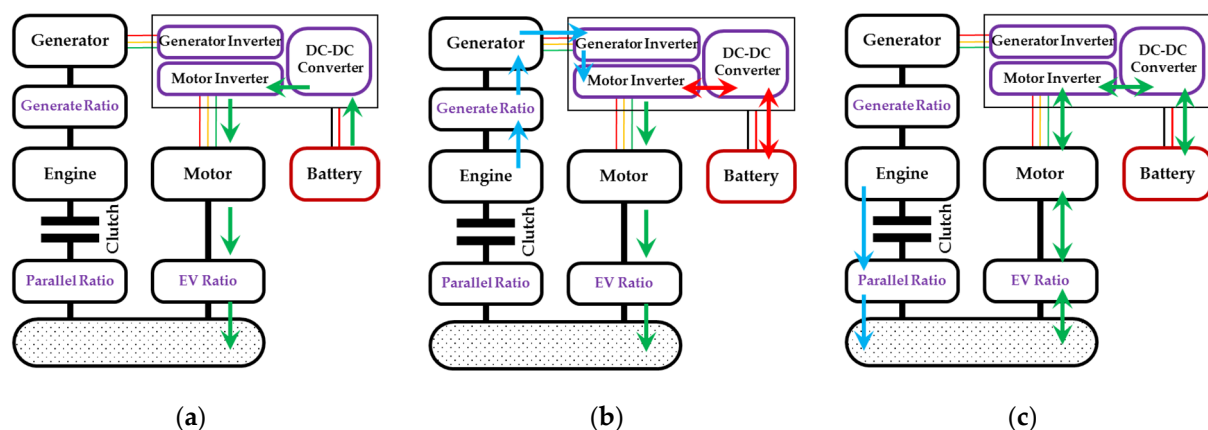 Generator
Generator Inverter
DC-DC
Converter
Motor Inverter
Generate Ratio
Engine
Motor
Battery
Clutch
Parallel Ratio
EV Ratio
(a)
Generator
Generator Inverter
DC-DC
Converter
Motor Inverter
Generate Ratio
Engine
Motor
Battery
Clutch
Parallel Ratio
EV Ratio
(b)
Generator
Generator Inverter
DC-DC
Converter
Motor Inverter
Generate Ratio
Engine
Motor
Battery
Clutch
Parallel Ratio
EV Ratio
(c)